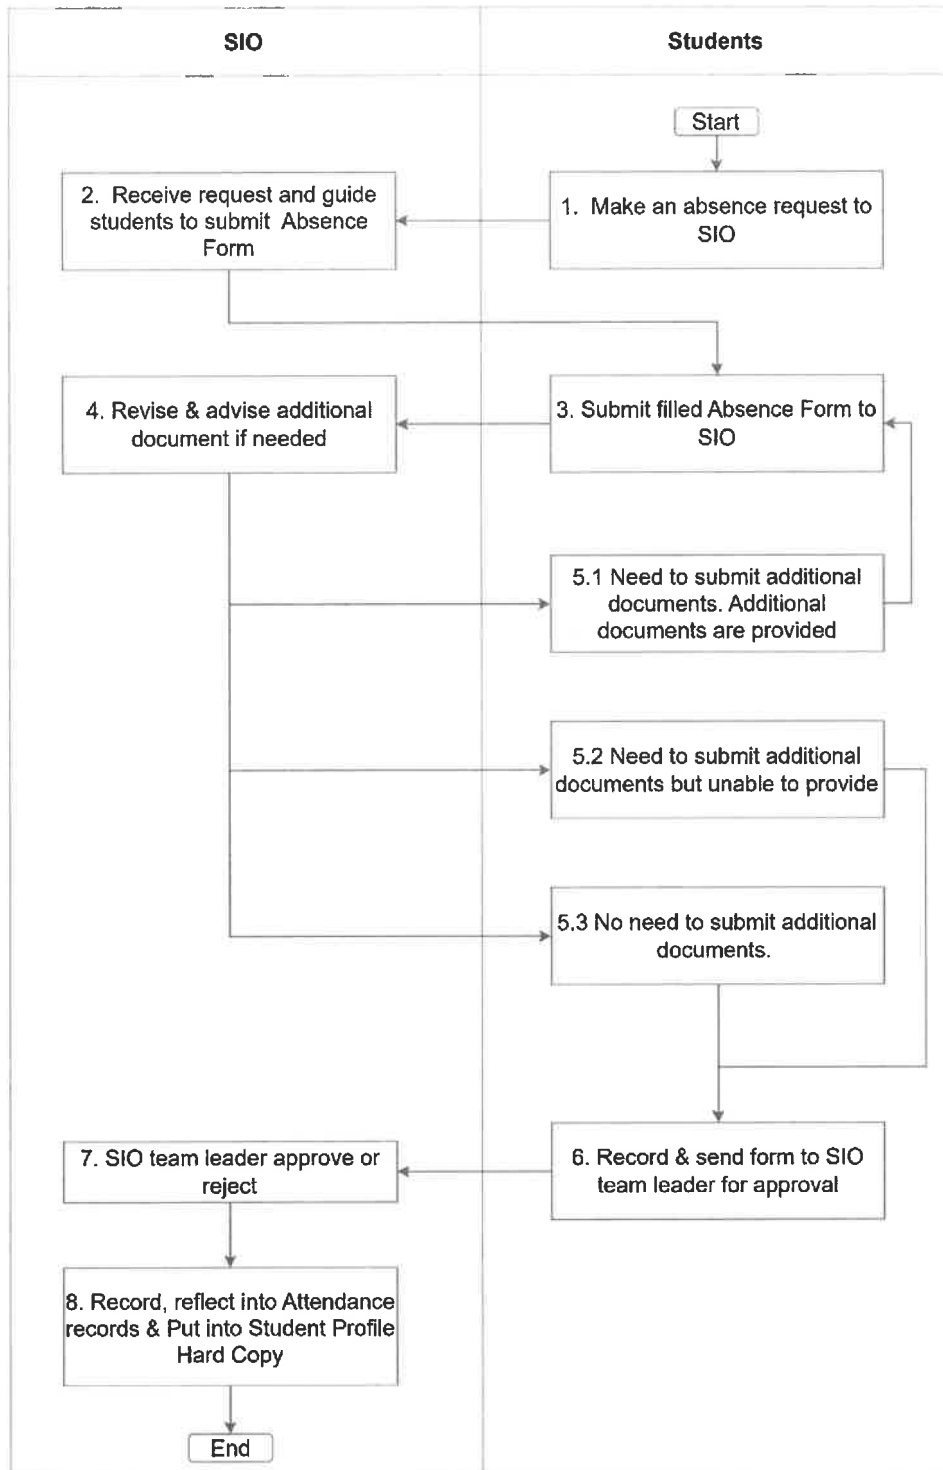 SIO
Students
Start
1. Make an absence request to
SIO
2. Receive request and guide
students to submit Absence
Form
3. Submit filled Absence Form to
SIO
4. Revise & advise additional
document if needed
5.1 Need to submit additional
documents. Additional
documents are provided
5.2 Need to submit additional
documents but unable to provide
5.3 No need to submit additional
documents.
6. Record & send form to SIO
team leader for approval
7. SIO team leader approve or
reject
8. Record, reflect into Attendance
records & Put into Student Profile
Hard Copy
End